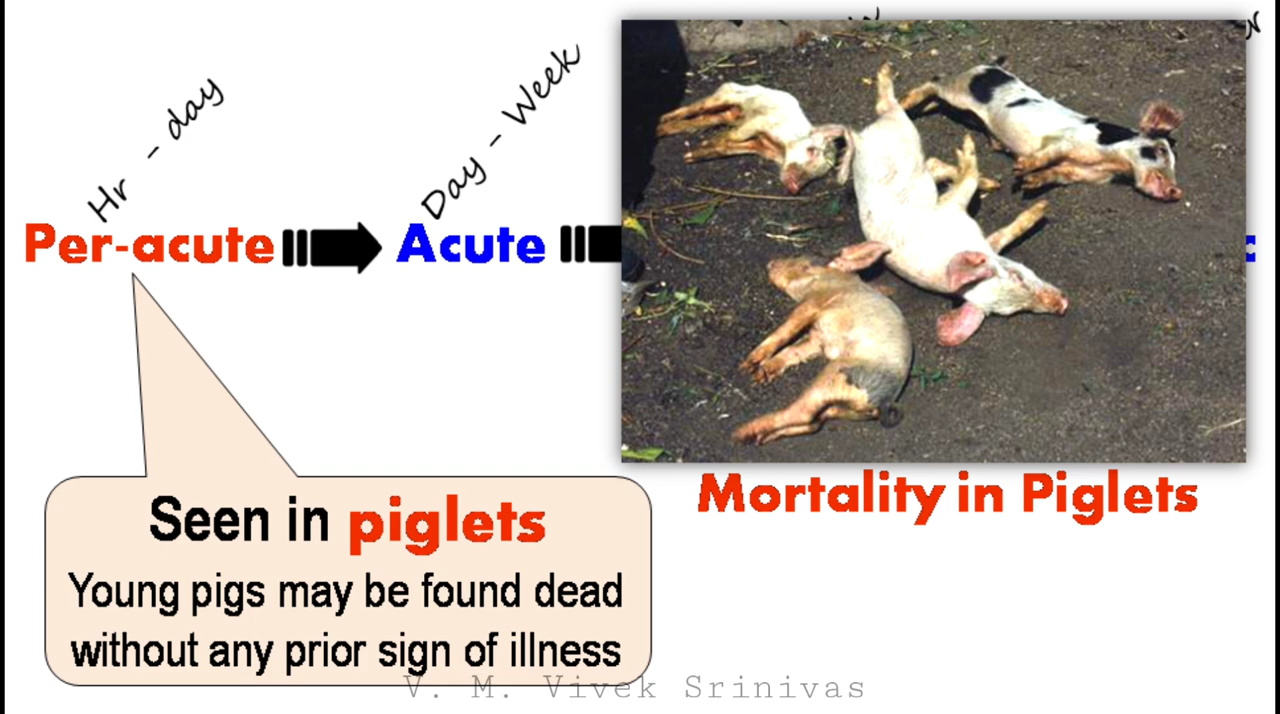 Hr - day
Day - Week
Per-acute
Acute
Mortality in Piglets
Seen in piglets
Young pigs may be found dead
without any prior sign of illness
V. M. Vivek Srinivas